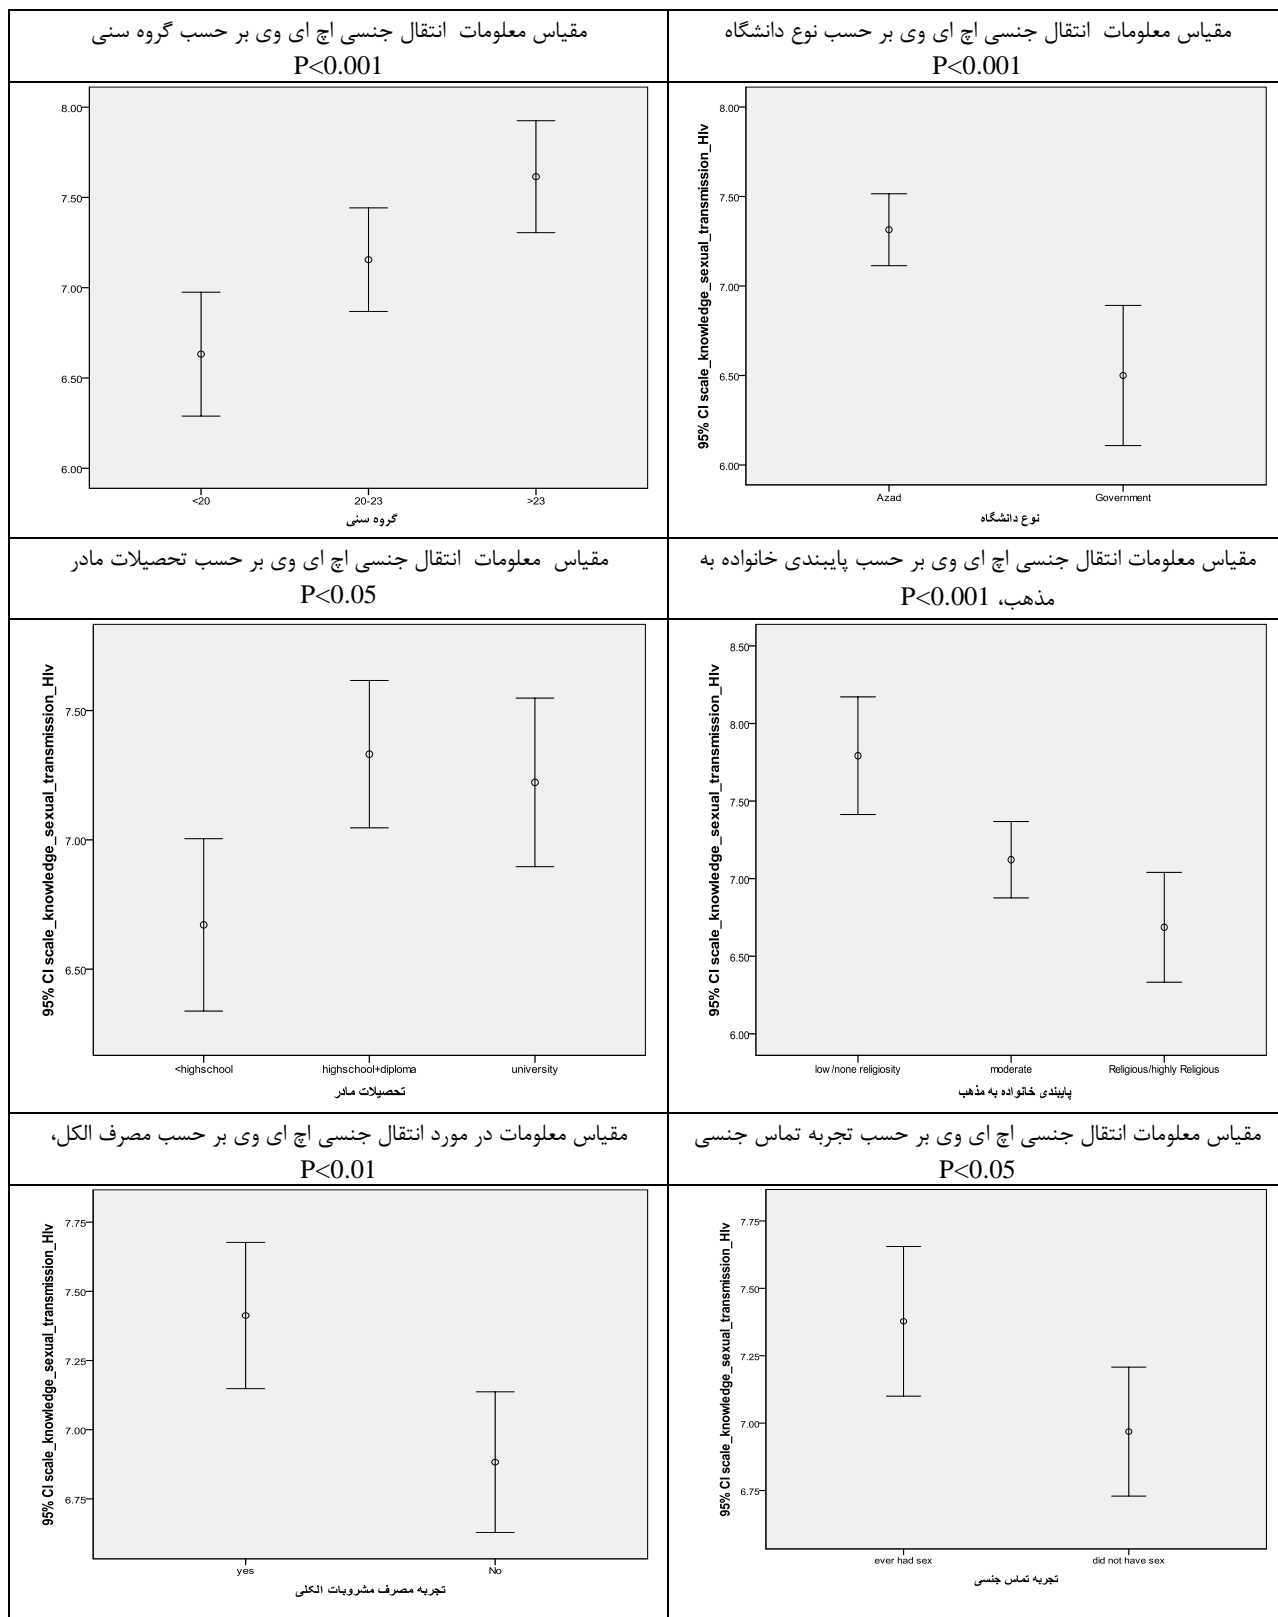 مقیاس معلومات انتقال جنسی اچ ای وی بر حسب نوع دانشگاه
P<0.001
8.00
7.50
7.00
6.50
6.00
95% CI scale_knowledge_sexual_transmission_HIv
Azad Government
نوع دانشگاه
مقیاس معلومات انتقال جنسی اچ ای وی بر حسب گروه سنی
P<0.001
8.00
7.50
7.00
6.50
6.00
<20 20-23 >23
گروه سنی
مقیاس معلومات انتقال جنسی اچ ای وی بر حسب پایبندی خانواده به
مذهب، P<0.001
8.50
8.00
7.50
7.00
6.50
6.00
95% CI scale_knowledge_sexual_transmission_HIv
low/none religiosity moderate Religious/highly Religious
پایبندی خانواده به مذهب
مقیاس معلومات انتقال جنسی اچ ای وی بر حسب تحصیلات مادر
P<0.05
7.50
7.00
6.50
95% CI scale_knowledge_sexual_transmission_HIv
<highschool highschool+diploma university
تحصیلات مادر
مقیاس معلومات انتقال جنسی اچ ای وی بر حسب تجربه تماس جنسی
P<0.05
7.75
7.50
7.25
7.00
6.75
95% CI scale_knowledge_sexual_transmission_HIv
ever had sex did not have sex
تجربه تماس جنسی
مقیاس معلومات در مورد انتقال جنسی اچ ای وی بر حسب مصرف الکل،
P<0.01
7.75
7.50
7.25
7.00
6.75
95% CI scale_knowledge_sexual_transmission_HIv
yes No
تجربه مصرف مشروبات الکلی